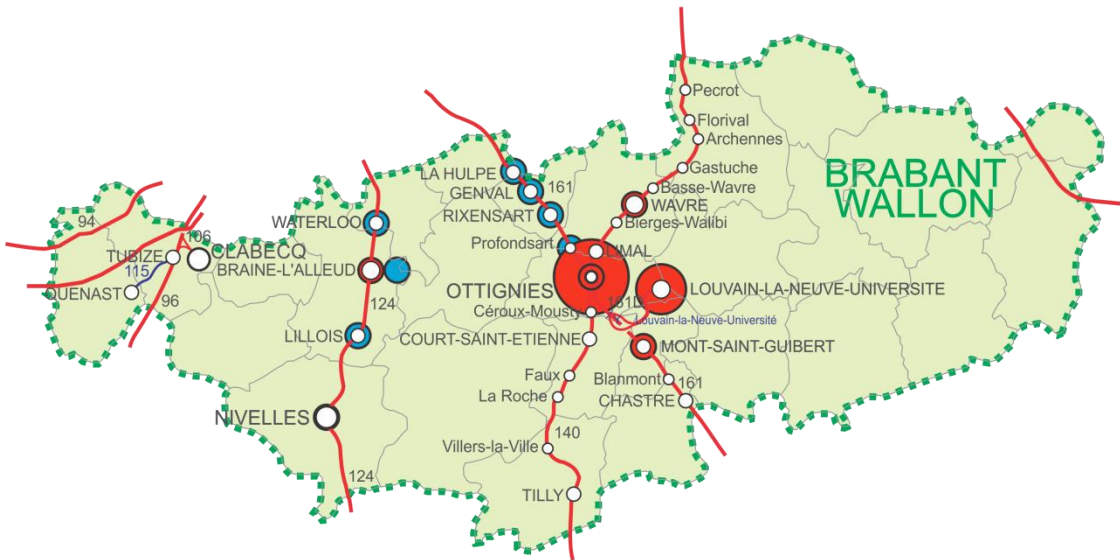 Pecrot
Florival
Archennes
Gastuche
LA HULPE
161
GENVAL
Basse-Wavre
BRABANT
WALLON
WAVRE
RIXENSART
Bierges-Walibi
94
WATERLOO
106
Profondsart
LIMAL
CLABECQ
TUBIZE
BRAINE-L'ALLEUD
115
QUENAST
OTTIGNIES
LOUVAIN-LA-NEUVE-UNIVERSITE
96
124
Céroux-Mousty
161D
Louvain-la-Neuve-Université
LILLOIS
COURT-SAINT-ETIENNE
MONT-SAINT-GUIBERT
Faux
Blanmont
161
La Roche
CHASTRE
NIVELLES
140
Villers-la-Ville
124
TILLY